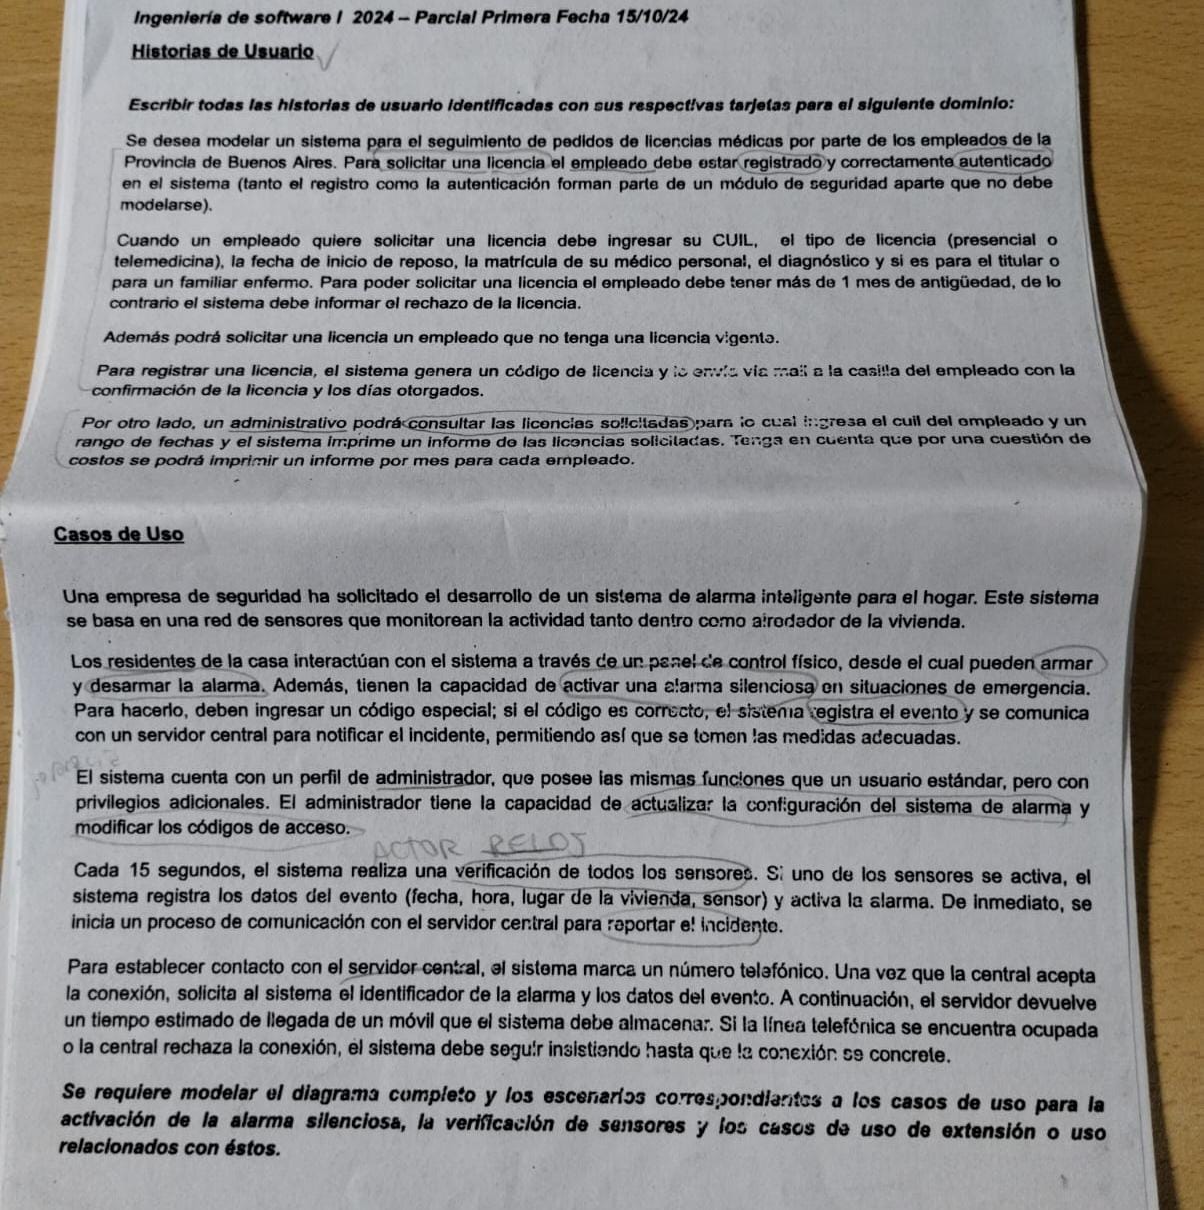 Ingeniería de software I 2024 – Parcial Primera Fecha 15/10/24
Historias de Usuario
Escribir todas las historias de usuario identificadas con sus respectivas tarjetas para el siguiente dominio:
Se desea modelar un sistema para el seguimiento de pedidos de licencias médicas por parte de los empleados de la
Provincia de Buenos Aires. Para solicitar una licencia el empleado debe estar registrado y correctamente autenticado
en el sistema (tanto el registro como la autenticación forman parte de un módulo de seguridad aparte que no debe
modelarse).
Cuando un empleado quiere solicitar una licencia debe ingresar su CUIL, el tipo de licencia (presencial o
telemedicina), la fecha de inicio de reposo, la matrícula de su médico personal, el diagnóstico y si es para el titular o
para un familiar enfermo. Para poder solicitar una licencia el empleado debe tener más de 1 mes de antigüedad, de lo
contrario el sistema debe informar el rechazo de la licencia.
Además podrá solicitar una licencia un empleado que no tenga una licencia vigente.
Para registrar una licencia, el sistema genera un código de licencia y lo envía vía mail a la casilla del empleado con la
confirmación de la licencia y los días otorgados.
Por otro lado, un administrativo podrá consultar las licencias solicitadas para lo cual ingresa el cuil del empleado y un
rango de fechas y el sistema imprime un informe de las licencias solicitadas. Tenga en cuenta que por una cuestión de
costos se podrá imprimir un informe por mes para cada empleado.
Casos de Uso
Una empresa de seguridad ha solicitado el desarrollo de un sistema de alarma inteligente para el hogar. Este sistema
se basa en una red de sensores que monitorean la actividad tanto dentro como alrededor de la vivienda.
Los residentes de la casa interactúan con el sistema a través de un panel de control físico, desde el cual pueden armar
y desarmar la alarma. Además, tienen la capacidad de activar una alarma silenciosa en situaciones de emergencia.
Para hacerlo, deben ingresar un código especial; si el código es correcto, el sistema registra el evento y se comunica
con un servidor central para notificar el incidente, permitiendo así que se tomen las medidas adecuadas.
El sistema cuenta con un perfil de administrador, que posee las mismas funciones que un usuario estándar, pero con
privilegios adicionales. El administrador tiene la capacidad de actualizar la configuración del sistema de alarma y
modificar los códigos de acceso.
ACTOR RELOJ
Cada 15 segundos, el sistema realiza una verificación de todos los sensores. Si uno de los sensores se activa, el
sistema registra los datos del evento (fecha, hora, lugar de la vivienda, sensor) y activa la alarma. De inmediato, se
inicia un proceso de comunicación con el servidor central para reportar el incidente.
Para establecer contacto con el servidor central, el sistema marca un número telefónico. Una vez que la central acepta
la conexión, solicita al sistema el identificador de la alarma y los datos del evento. A continuación, el servidor devuelve
un tiempo estimado de llegada de un móvil que el sistema debe almacenar. Si la línea telefónica se encuentra ocupada
o la central rechaza la conexión, el sistema debe seguir insistiendo hasta que la conexión se concrete.
Se requiere modelar el diagrama completo y los escenarios correspondientes a los casos de uso para la
activación de la alarma silenciosa, la verificación de sensores y los casos de uso de extensión o uso
relacionados con éstos.